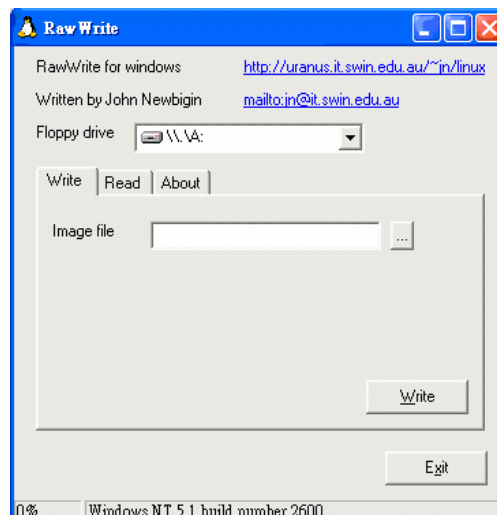 Raw Write
RawWrite for windows http://uranus.it.swin.edu.au/~jn/linux
Written by John Newbigin mailto:jn@it.swin.edu.au
Floppy drive \\.\A:
Write Read About
Image file ...
Write
Exit
0% Windows NT 5.1 build number 2600